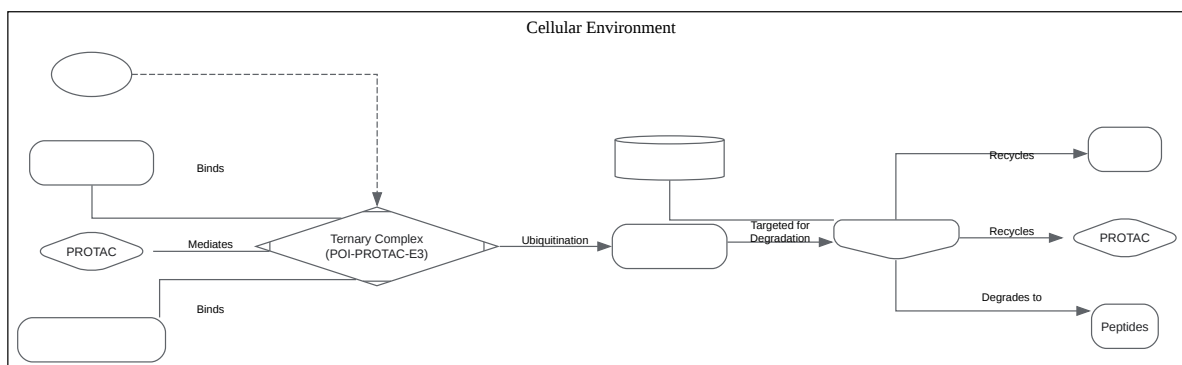 Cellular Environment
Binds
PROTAC
Mediates
Ternary Complex
(POI-PROTAC-E3)
Binds
Ubiquitination
Targeted for
Degradation
Recycles
Recycles
PROTAC
Degrades to
Peptides